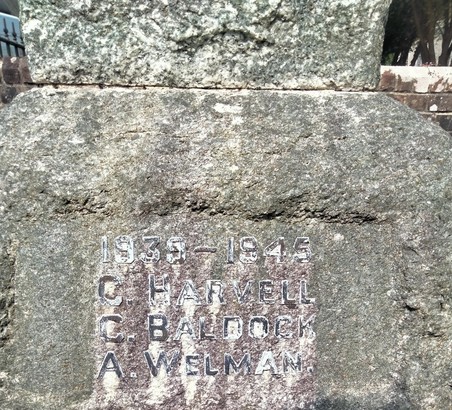 1939-1945
C. HARVELL
C. BALDOCK
A. WELMAN.